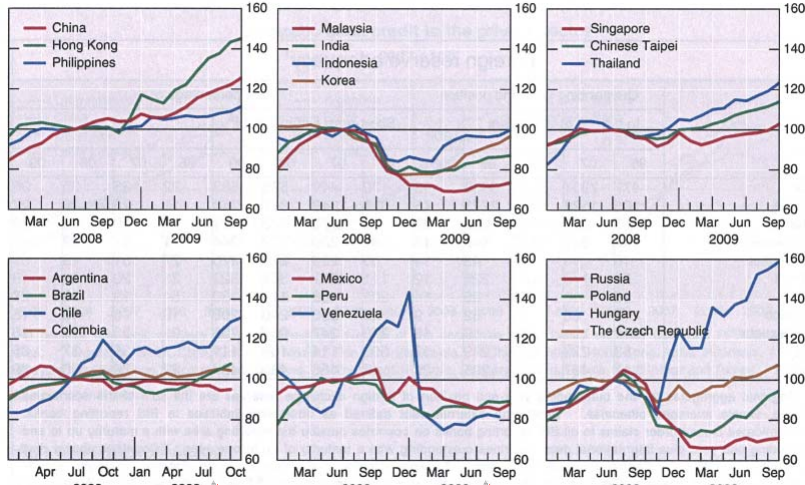 China
Hong Kong
Philippines
160
140
120
100
80
60
Mar Jun Sep Dec Mar Jun Sep
2008 2009
Malaysia
India
Indonesia
Korea
160
140
120
100
80
60
Mar Jun Sep Dec Mar Jun Sep
2008 2009
Singapore
Chinese Taipei
Thailand
160
140
120
100
80
60
Mar Jun Sep Dec Mar Jun Sep
2008 2009
Argentina
Brazil
Chile
Colombia
160
140
120
100
80
60
Apr Jul Oct Jan Apr Jul Oct
Mexico
Peru
Venezuela
160
140
120
100
80
60
Mar Jun Sep Dec Mar Jun Sep
Russia
Poland
Hungary
The Czech Republic
160
140
120
100
80
60
Mar Jun Sep Dec Mar Jun Sep